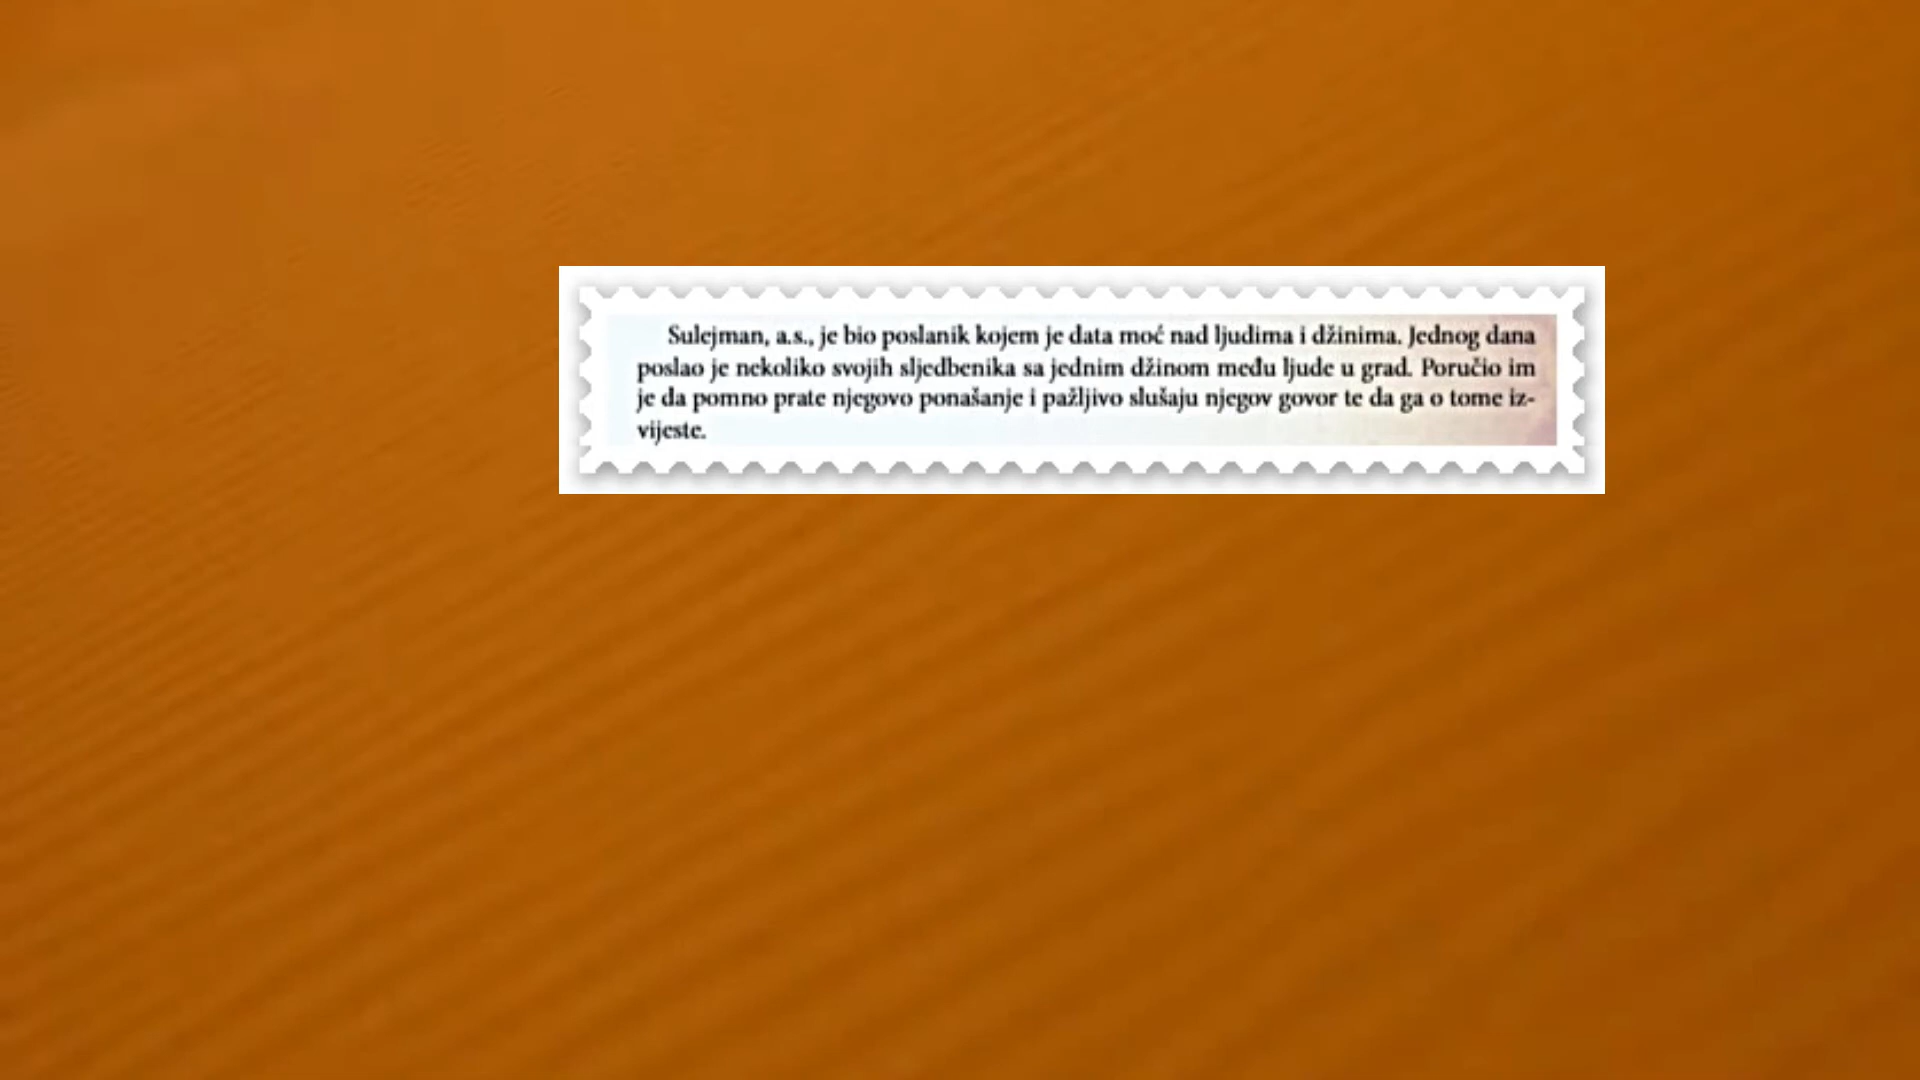 Sulejman, a.s., je bio poslanik kojem je data moć nad ljudima i džinima. Jednog dana
poslao je nekoliko svojih sljedbenika sa jednim džinom među ljude u grad. Poručio im
je da pomno prate njegovo ponašanje i pažljivo slušaju njegov govor te da ga o tome iz-
vijeste.